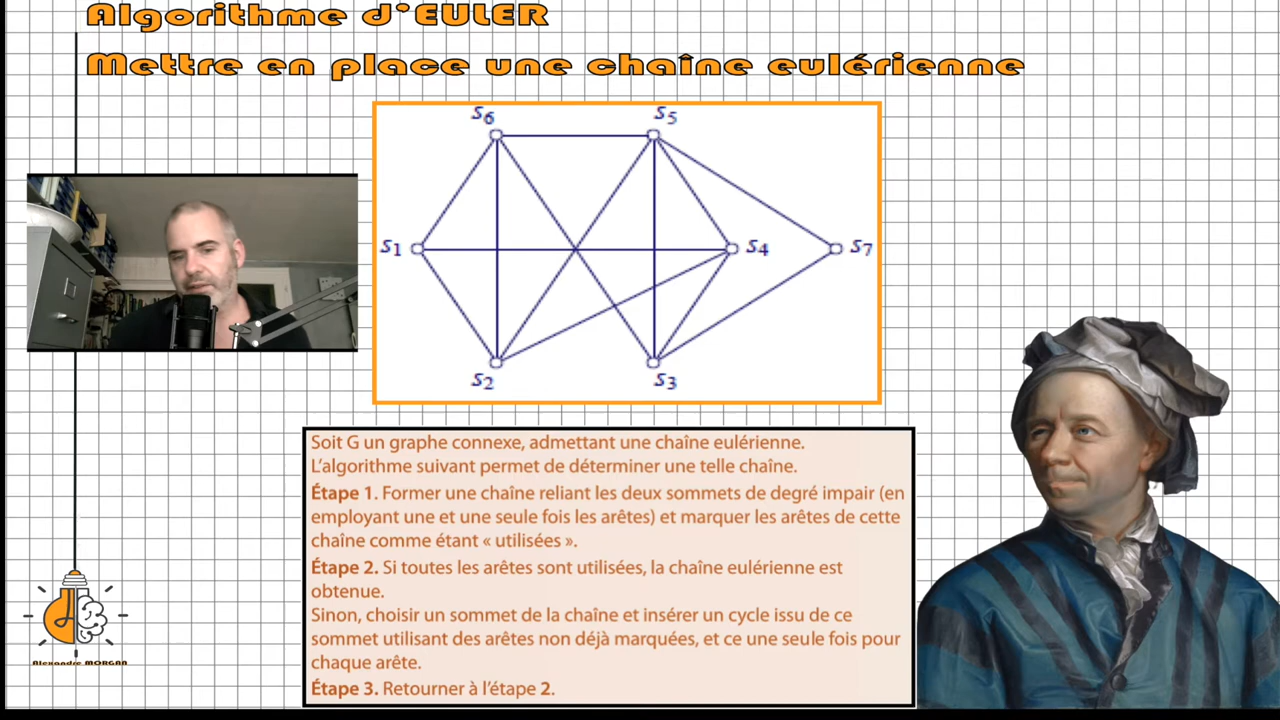 Algorithme d'EULER
Mettre en place une chaîne eulérienne
S6
S5
S1
S4
S7
S2
S3
Soit G un graphe connexe, admettant une chaîne eulérienne.
L'algorithme suivant permet de déterminer une telle chaîne.
Étape 1. Former une chaîne reliant les deux sommets de degré impair (en
employant une et une seule fois les arêtes) et marquer les arêtes de cette
chaîne comme étant « utilisées ».
Étape 2. Si toutes les arêtes sont utilisées, la chaîne eulérienne est
obtenue.
Sinon, choisir un sommet de la chaîne et insérer un cycle issu de ce
sommet utilisant des arêtes non déjà marquées, et ce une seule fois pour
chaque arête.
Étape 3. Retourner à l'étape 2.
Alexandre MORGAN